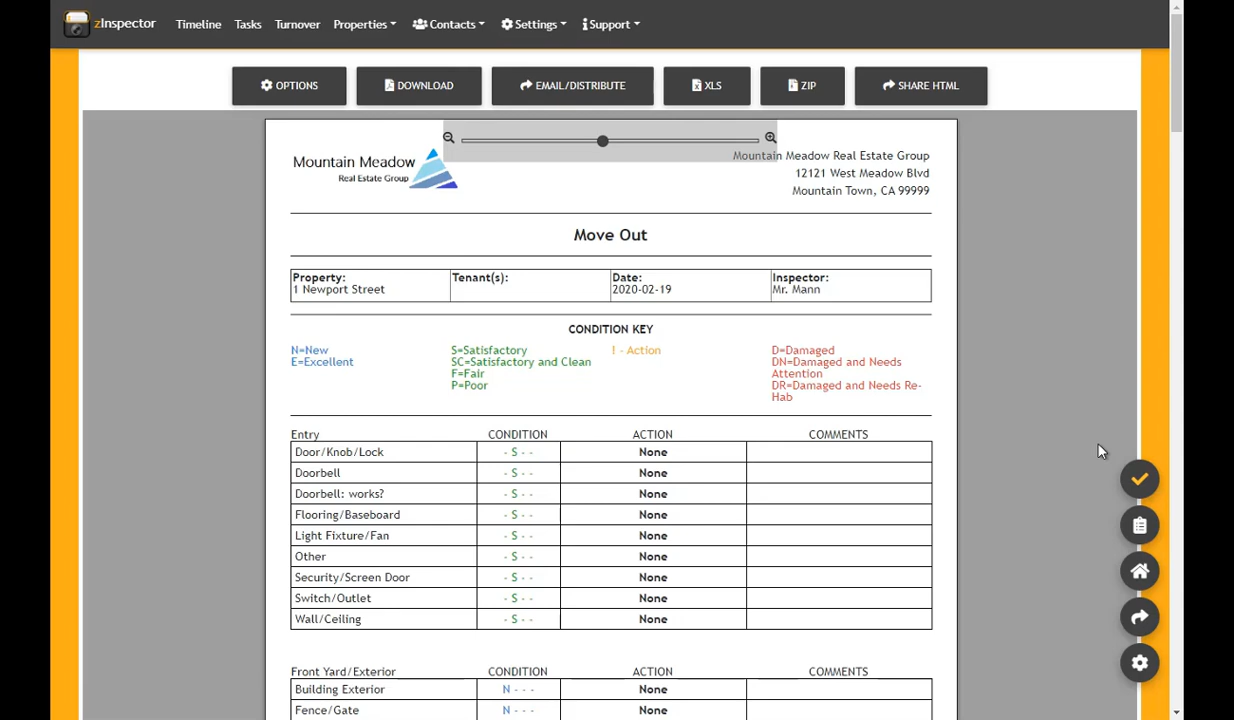 zInspector Timeline Tasks Turnover Properties Contacts Settings Support
OPTIONS DOWNLOAD EMAIL/DISTRIBUTE XLS ZIP SHARE HTML
Mountain Meadow
Real Estate Group
Mountain Meadow Real Estate Group
12121 West Meadow Blvd
Mountain Town, CA 99999
Move Out
Property: Tenant(s): Date: Inspector:
1 Newport Street 2020-02-19 Mr. Mann
CONDITION KEY
N=New S=Satisfactory ! - Action D=Damaged
E=Excellent SC=Satisfactory and Clean DN=Damaged and Needs
F=Fair Attention
P=Poor DR=Damaged and Needs Re-
Hab
Entry CONDITION ACTION COMMENTS
Door/Knob/Lock - S - - None
Doorbell - S - - None
Doorbell: works? - S - - None
Flooring/Baseboard - S - - None
Light Fixture/Fan - S - - None
Other - S - - None
Security/Screen Door - S - - None
Switch/Outlet - S - - None
Wall/Ceiling - S - - None
Front Yard/Exterior CONDITION ACTION COMMENTS
Building Exterior N - - - None
Fence/Gate N - - - None